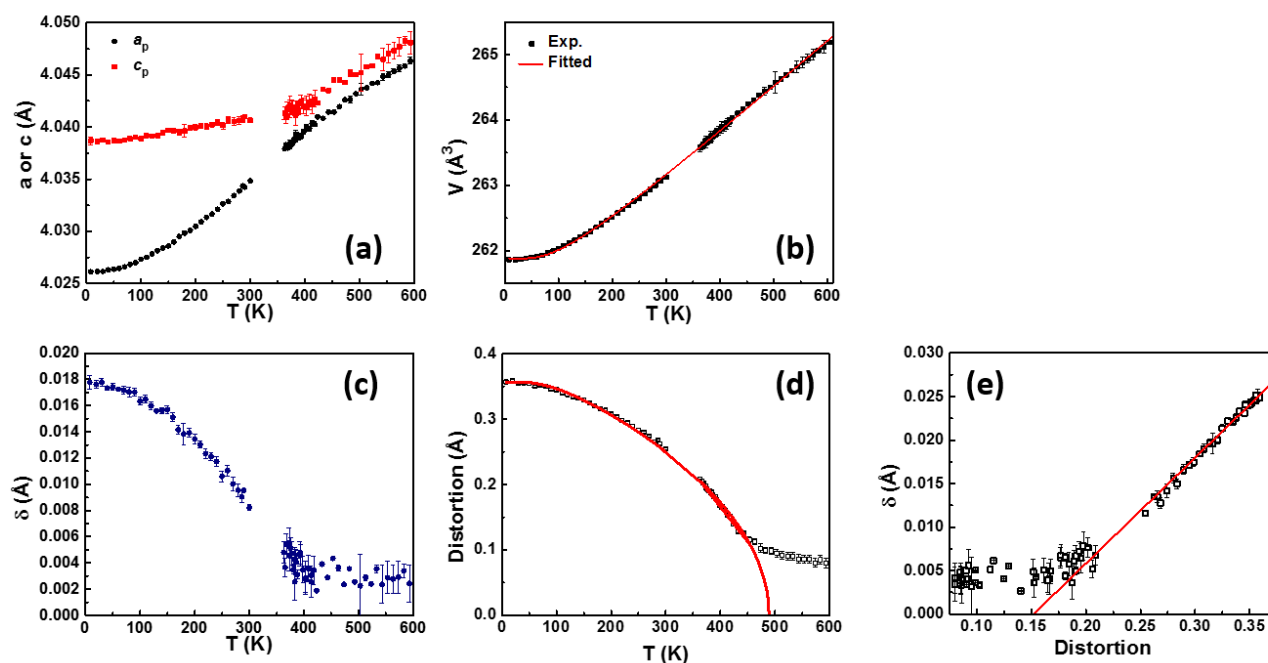 4.050
4.045
4.040
4.035
4.030
4.025
a or c (Å)
aₚ
cₚ
(a)
0 100 200 300 400 500 600
T (K)
265
264
263
262
V (Å³)
Exp.
Fitted
(b)
0 100 200 300 400 500 600
T (K)
0.020
0.018
0.016
0.014
0.012
0.010
0.008
0.006
0.004
0.002
0.000
δ (Å)
(c)
0 100 200 300 400 500 600
T (K)
0.4
0.3
0.2
0.1
0.0
Distortion (Å)
(d)
0 100 200 300 400 500 600
T (K)
0.030
0.025
0.020
0.015
0.010
0.005
0.000
δ (Å)
(e)
0.10 0.15 0.20 0.25 0.30 0.35
Distortion